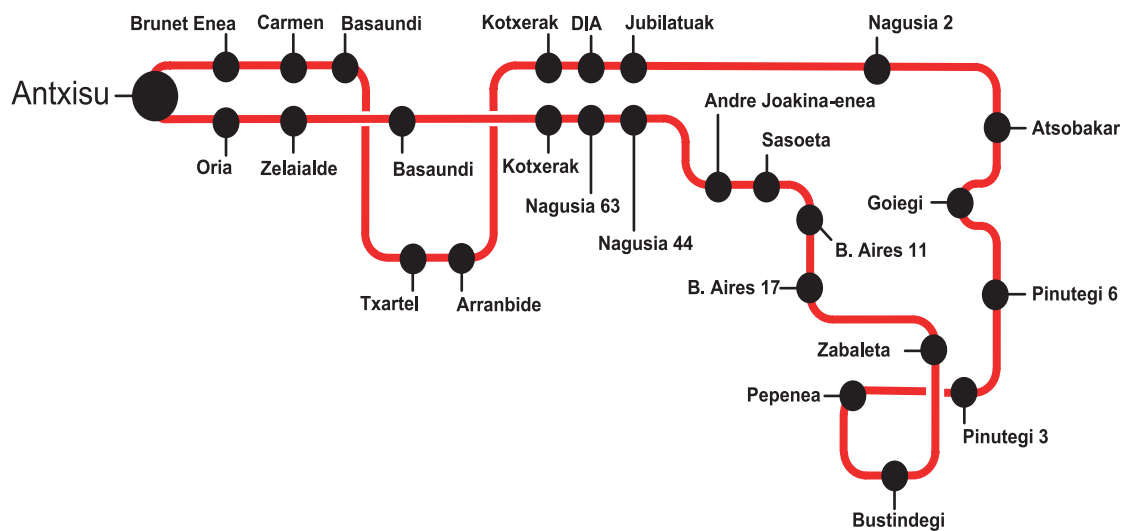 Brunet Enea
Carmen
Basaundi
Kotxerak
DIA
Jubilatuak
Nagusia 2
Antxisu
Andre Joakina-enea
Atsobakar
Oria
Zelaialde
Basaundi
Kotxerak
Sasoeta
Nagusia 63
Goiegi
Nagusia 44
B. Aires 11
B. Aires 17
Txartel
Arranbide
Pinutegi 6
Zabaleta
Pepenea
Pinutegi 3
Bustindegi